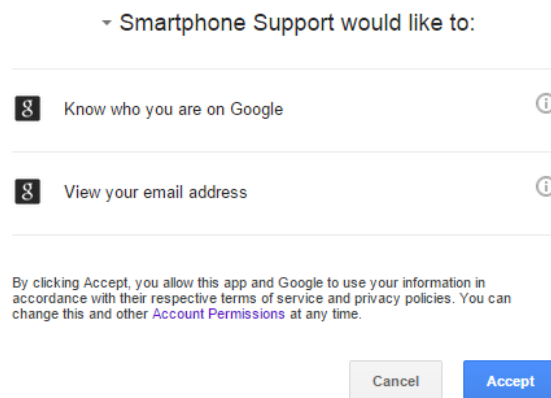 Smartphone Support would like to:
Know who you are on Google
View your email address
By clicking Accept, you allow this app and Google to use your information in
accordance with their respective terms of service and privacy policies. You can
change this and other Account Permissions at any time.
Cancel Accept